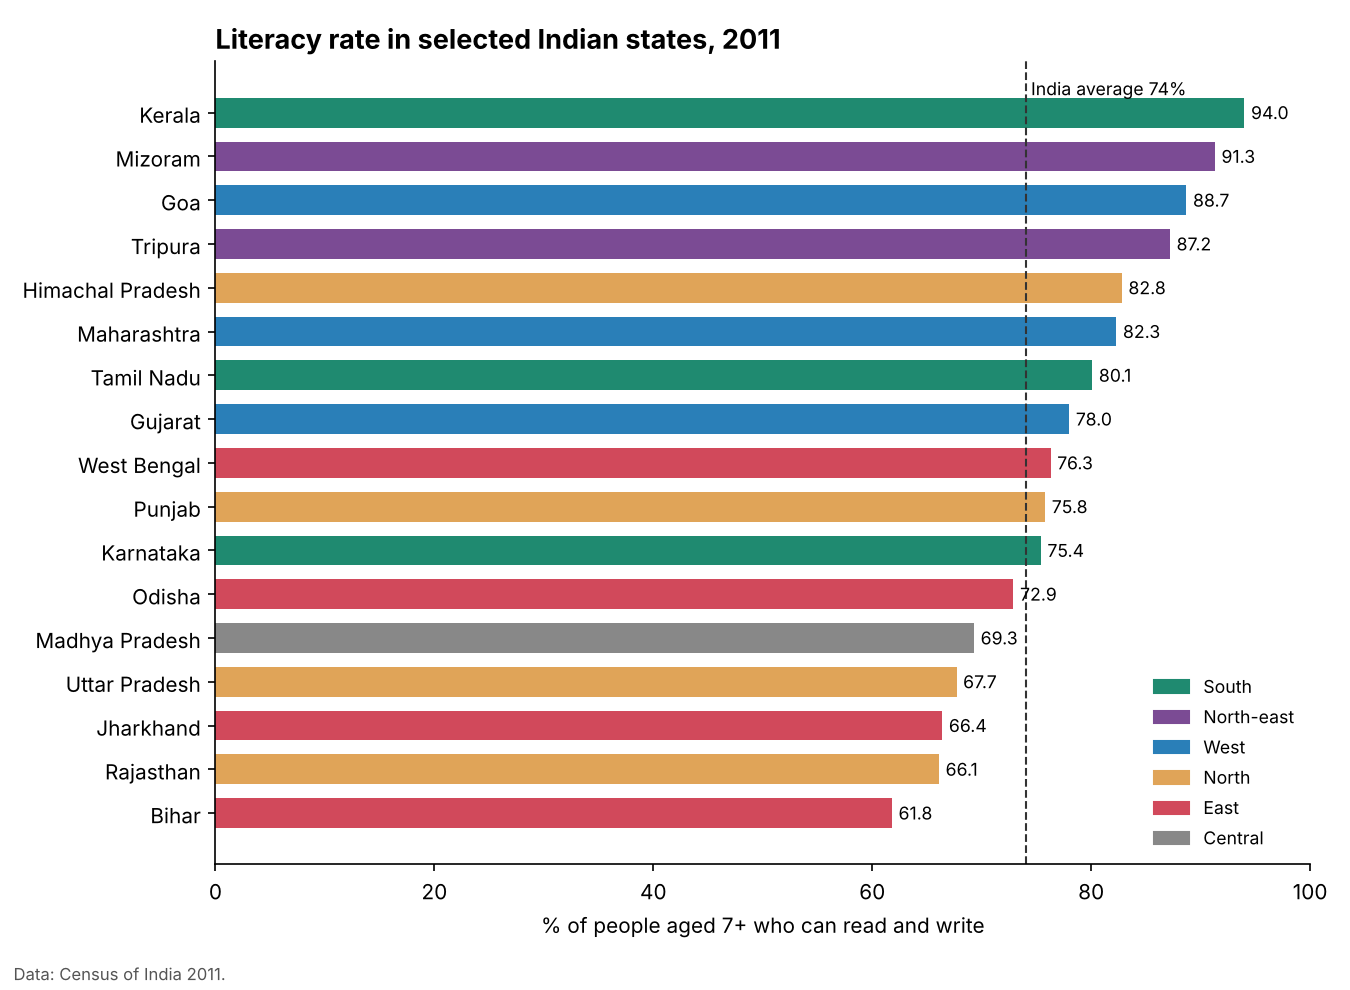 Literacy rate in selected Indian states, 2011
India average 74%
Kerala 94.0
Mizoram 91.3
Goa 88.7
Tripura 87.2
Himachal Pradesh 82.8
Maharashtra 82.3
Tamil Nadu 80.1
Gujarat 78.0
West Bengal 76.3
Punjab 75.8
Karnataka 75.4
Odisha 72.9
Madhya Pradesh 69.3
Uttar Pradesh 67.7
Jharkhand 66.4
Rajasthan 66.1
Bihar 61.8
South
North-east
West
North
East
Central
0 20 40 60 80 100
% of people aged 7+ who can read and write
Data: Census of India 2011.